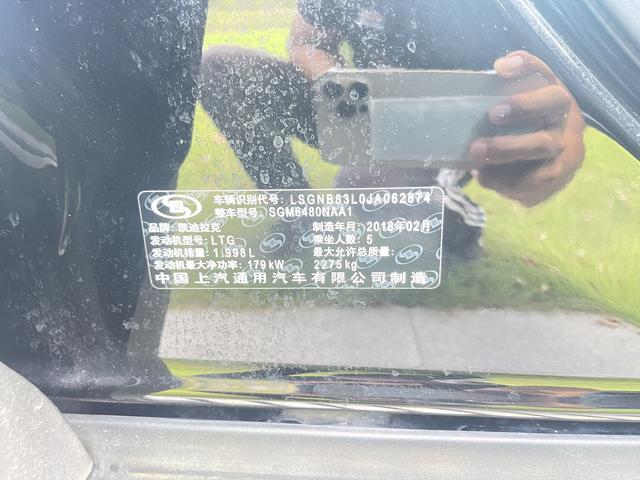 车辆识别代号: LSGNB83L0JA062874
整车型号: SGM6480NAA1
品牌: 凯迪拉克 制造年月: 2018年02月
发动机型号: LTG 乘坐人数: 5
发动机排量: 1.998L 最大允许总质量:
发动机最大净功率: 179kW 2275kg
中国上汽通用汽车有限公司制造